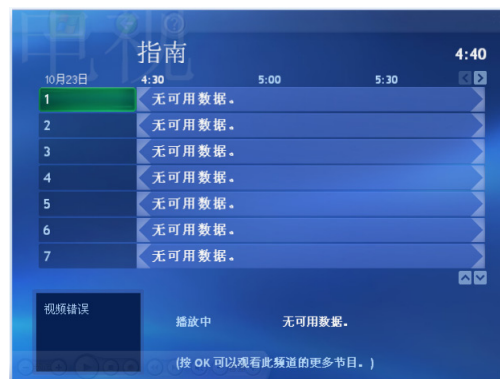 电视
指南
4:40
10月23日 4:30 5:00 5:30
1 无可用数据。
2 无可用数据。
3 无可用数据。
4 无可用数据。
5 无可用数据。
6 无可用数据。
7 无可用数据。
视频错误
播放中 无可用数据。
(按 OK 可以观看此频道的更多节目。)